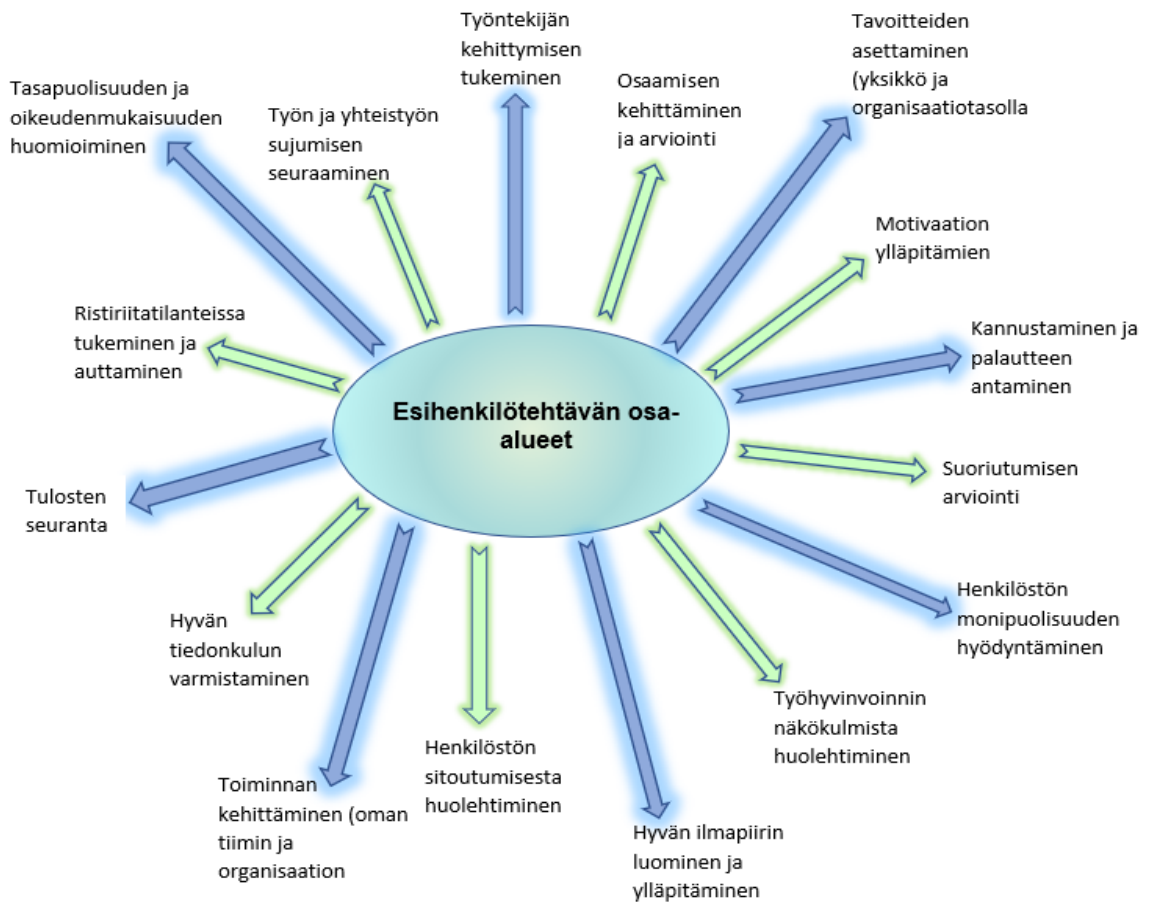 Työntekijän
kehittymisen
tukeminen
Tavoitteiden
asettaminen
(yksikkö ja
organisaatiotasolla
Osaamisen
kehittäminen
ja arviointi
Tasapuolisuuden ja
oikeudenmukaisuuden
huomioiminen
Työn ja yhteistyön
sujumisen
seuraaminen
Motivaation
ylläpitämien
Ristiriitatilanteissa
tukeminen ja
auttaminen
Kannustaminen ja
palautteen
antaminen
Esihenkilötehtävän osa-
alueet
Suoriutumisen
arviointi
Tulosten
seuranta
Henkilöstön
monipuolisuuden
hyödyntäminen
Hyvän
tiedonkulun
varmistaminen
Työhyvinvoinnin
näkökulmista
huolehtiminen
Henkilöstön
sitoutumisesta
huolehtiminen
Toiminnan
kehittäminen (oman
tiimin ja
organisaation
Hyvän ilmapiirin
luominen ja
ylläpitäminen